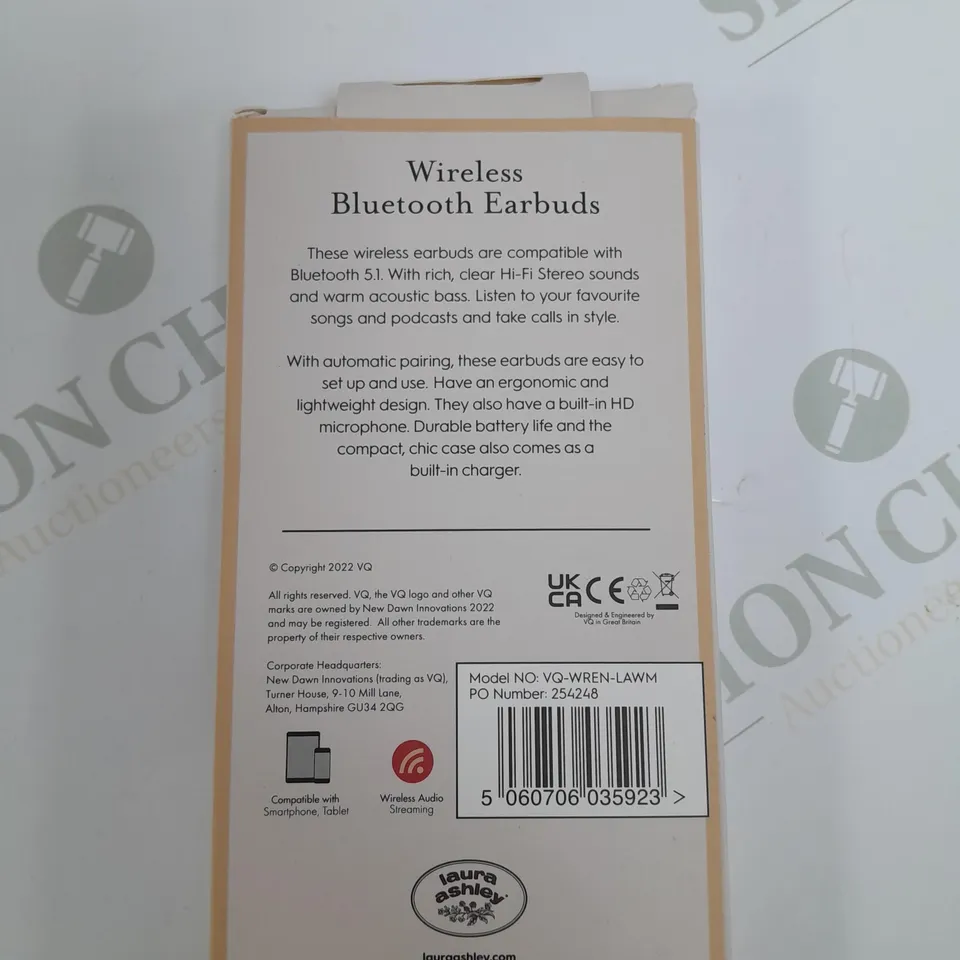 Wireless
Bluetooth Earbuds
These wireless earbuds are compatible with
Bluetooth 5.1. With rich, clear Hi-Fi Stereo sounds
and warm acoustic bass. Listen to your favourite
songs and podcasts and take calls in style.
With automatic pairing, these earbuds are easy to
set up and use. Have an ergonomic and
lightweight design. They also have a built-in HD
microphone. Durable battery life and the
compact, chic case also comes as a
built-in charger.
© Copyright 2022 VQ
All rights reserved. VQ, the VQ logo and other VQ
marks are owned by New Dawn Innovations 2022
and may be registered. All other trademarks are the
property of their respective owners.
UK
CA CE
Designed & Engineered by
VQ in Great Britain
Corporate Headquarters:
New Dawn Innovations (trading as VQ),
Turner House, 9-10 Mill Lane,
Alton, Hampshire GU34 2QG
Model NO: VQ-WREN-LAWM
PO Number: 254248
5 060706 035923 >
Compatible with
Smartphone, Tablet
Wireless Audio
Streaming
laura
ashley
lauraashley.com
ION CH
Auctioneers
SI
ION CH
Auctioneers